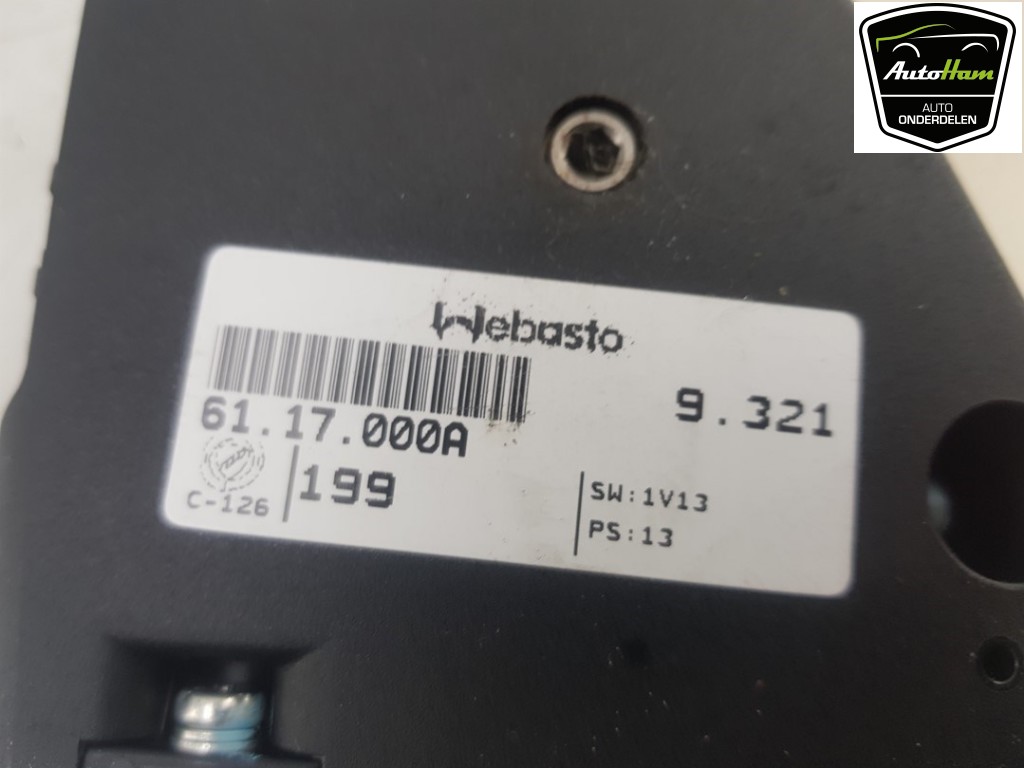 AutoHam
AUTO
ONDERDELEN
Webasto
61.17.000A
9.321
C-126
199
SW:1V13
PS:13